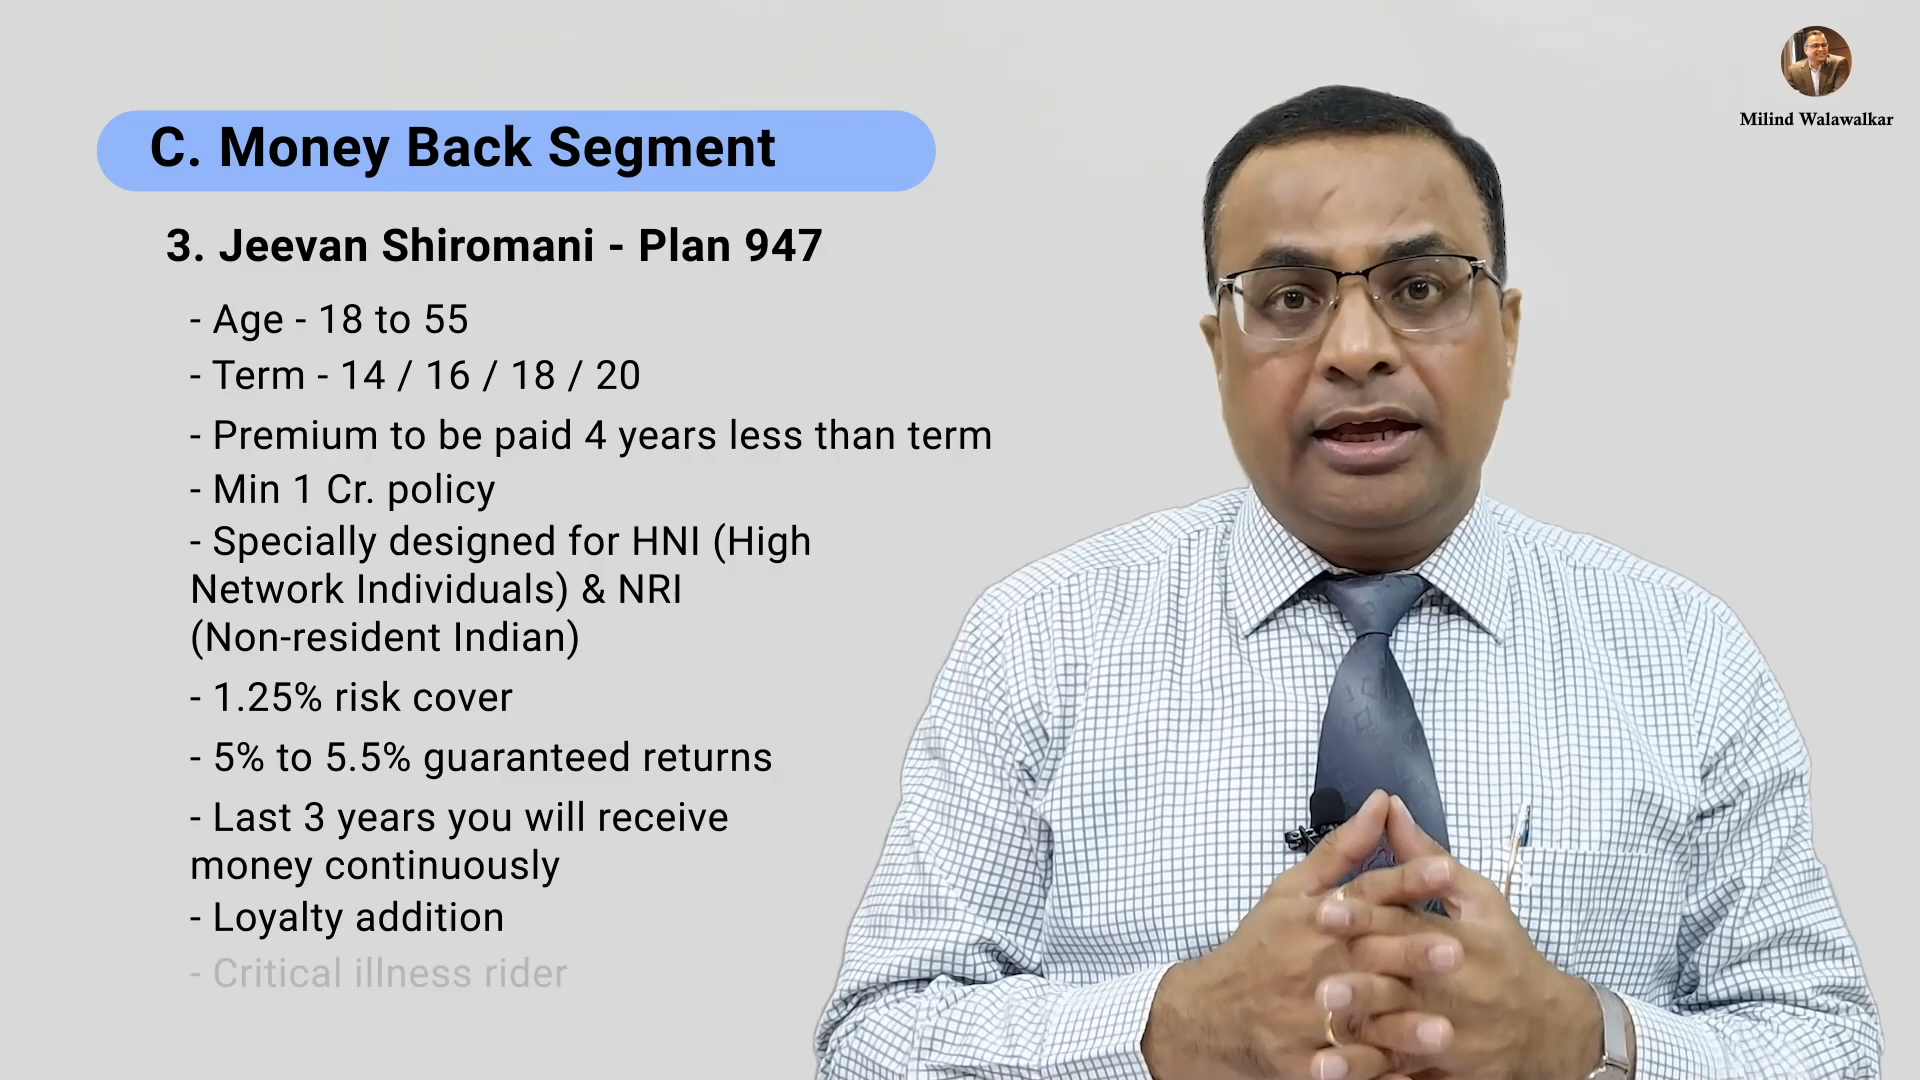 Milind Walawalkar
C. Money Back Segment
3. Jeevan Shiromani - Plan 947
- Age - 18 to 55
- Term - 14 / 16 / 18 / 20
- Premium to be paid 4 years less than term
- Min 1 Cr. policy
- Specially designed for HNI (High
Network Individuals) & NRI
(Non-resident Indian)
- 1.25% risk cover
- 5% to 5.5% guaranteed returns
- Last 3 years you will receive
money continuously
- Loyalty addition
- Critical illness rider